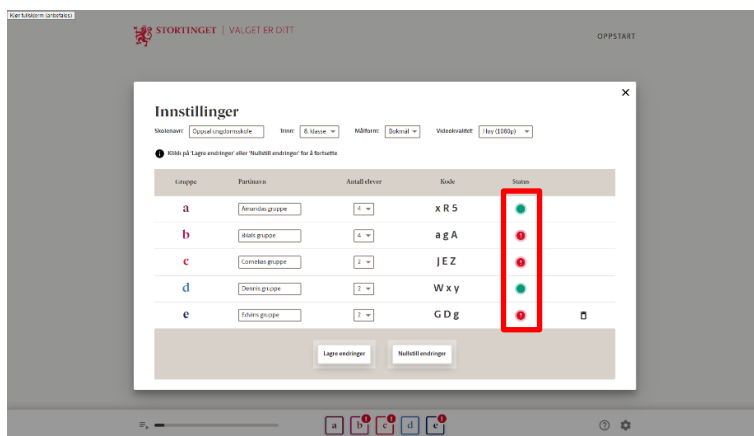 Kjør fullskjerm (anbefales)
STORTINGET | VALGET ER DITT
OPPSTART
Innstillinger
Skolenavn: Oppsal ungdomsskole Trinn: 8. klasse Målform: Bokmål Videokvalitet: Høy (1080p)
Klikk på 'Lagre endringer' eller 'Nullstill endringer' for å fortsette.
Gruppe Partinavn Antall elever Kode Status
a Amandas gruppe 4 x R 5
b Bilals gruppe 4 a g A !
c Cornelias gruppe 2 J E Z !
d Dennis gruppe 2 W x y
e Edvins gruppe 2 G D g !
Lagre endringer Nullstill endringer
a b ! c ! d e !